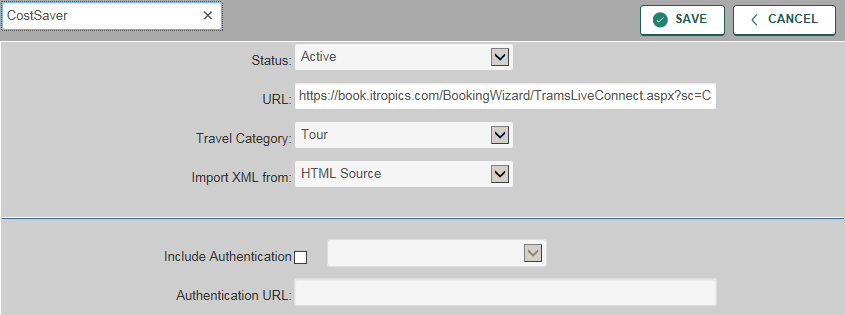 CostSaver ✕ SAVE CANCEL
Status: Active
URL: https://book.itropics.com/BookingWizard/TramsLiveConnect.aspx?sc=C
Travel Category: Tour
Import XML from: HTML Source
Include Authentication
Authentication URL: